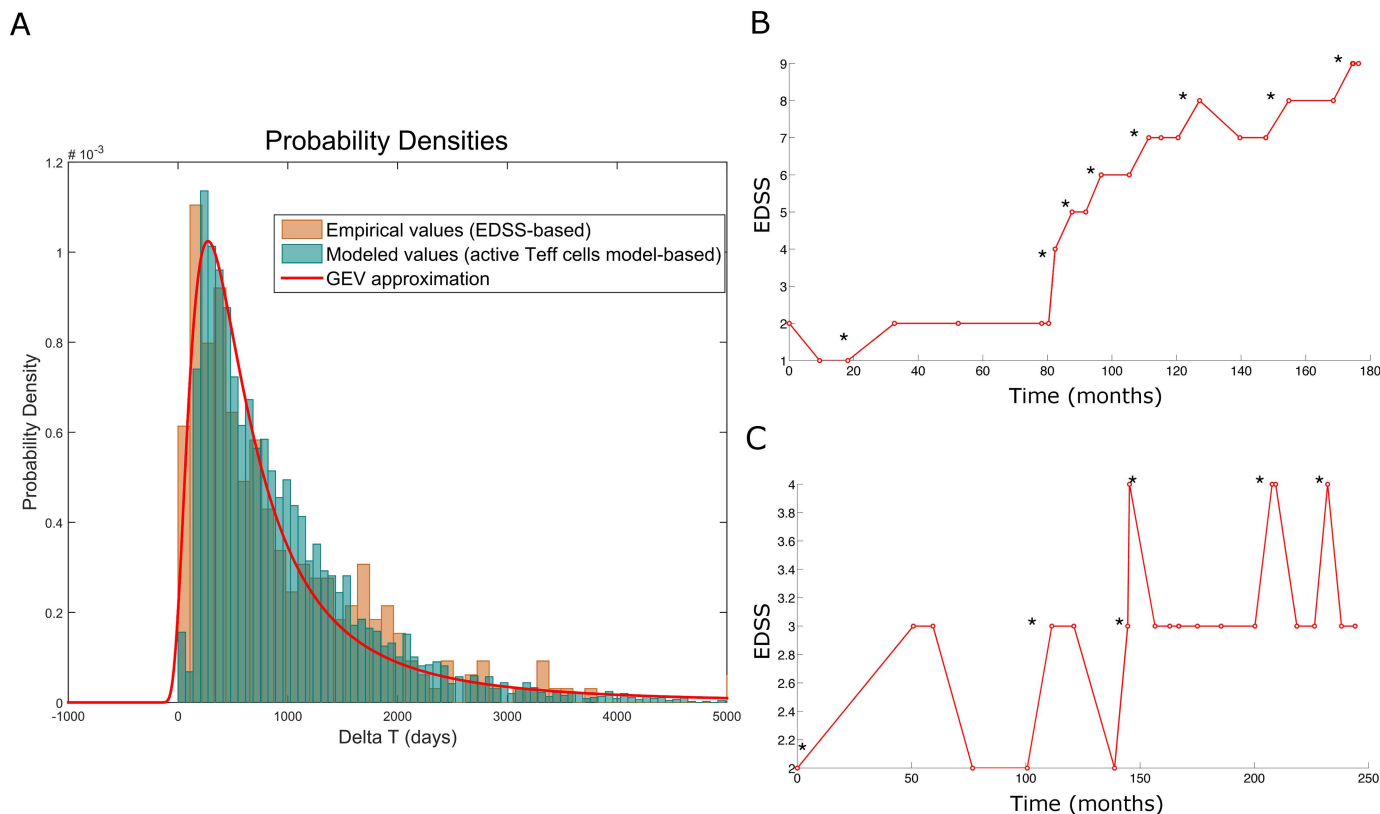 A
Probability Densities
# 10⁻³
1.2
1
0.8
0.6
0.4
0.2
0
Probability Density
-1000 0 1000 2000 3000 4000 5000
Delta T (days)
Empirical values (EDSS-based)
Modeled values (active Teff cells model-based)
GEV approximation
B
9
8
7
6
5
4
3
2
1
EDSS
* * * * * * * *
0 20 40 60 80 100 120 140 160 180
Time (months)
C
4
3.8
3.6
3.4
3.2
3
2.8
2.6
2.4
2.2
2
EDSS
* * * * * *
0 50 100 150 200 250
Time (months)